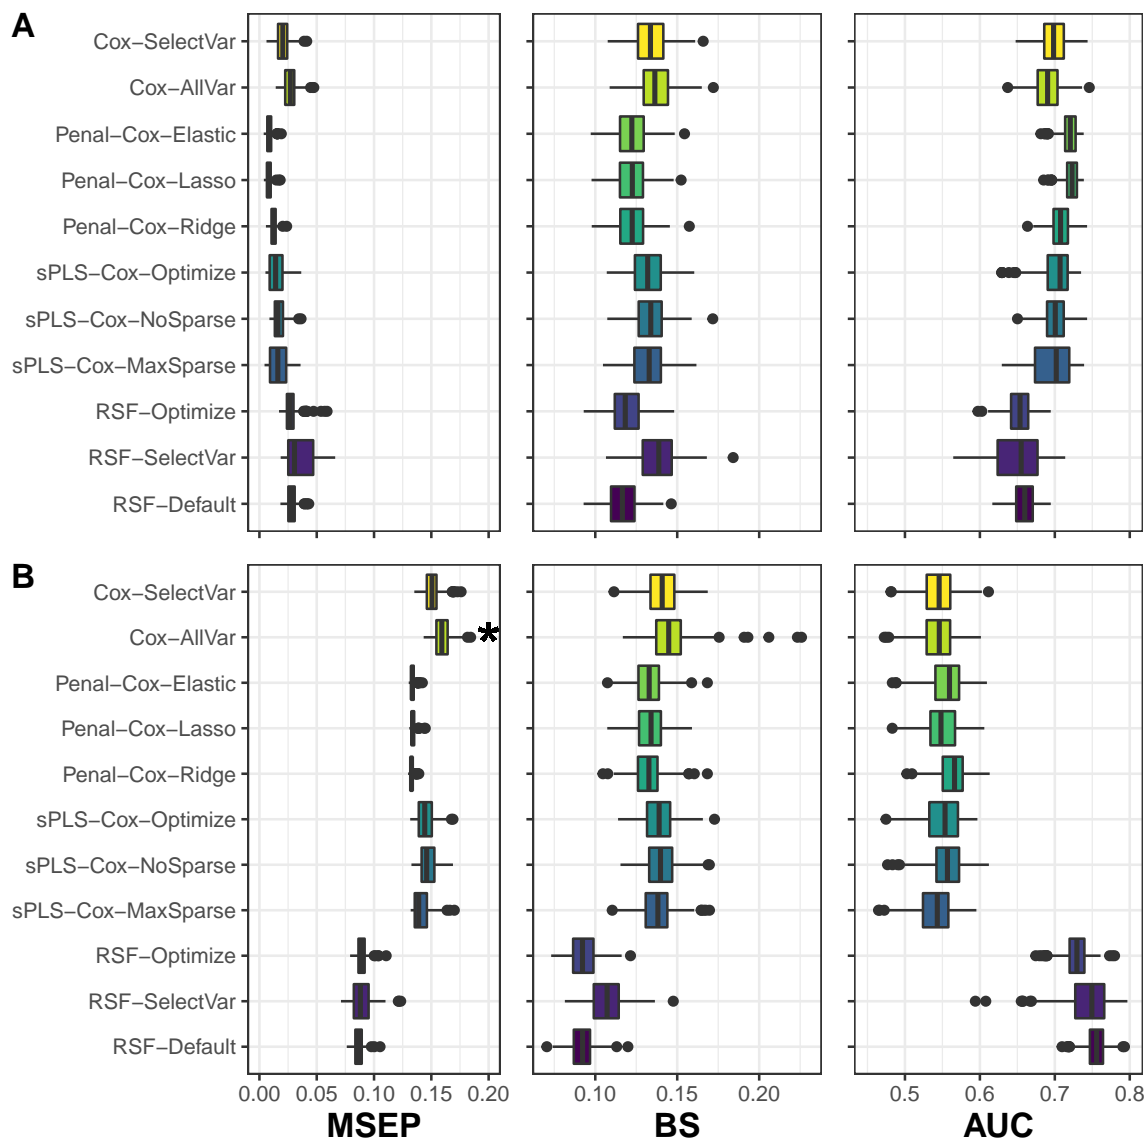 A
Cox−SelectVar
Cox−AllVar
Penal−Cox−Elastic
Penal−Cox−Lasso
Penal−Cox−Ridge
sPLS−Cox−Optimize
sPLS−Cox−NoSparse
sPLS−Cox−MaxSparse
RSF−Optimize
RSF−SelectVar
RSF−Default
B
Cox−SelectVar
Cox−AllVar
*
Penal−Cox−Elastic
Penal−Cox−Lasso
Penal−Cox−Ridge
sPLS−Cox−Optimize
sPLS−Cox−NoSparse
sPLS−Cox−MaxSparse
RSF−Optimize
RSF−SelectVar
RSF−Default
0.00 0.05 0.10 0.15 0.20 0.10 0.15 0.20 0.5 0.6 0.7 0.8
MSEP BS AUC